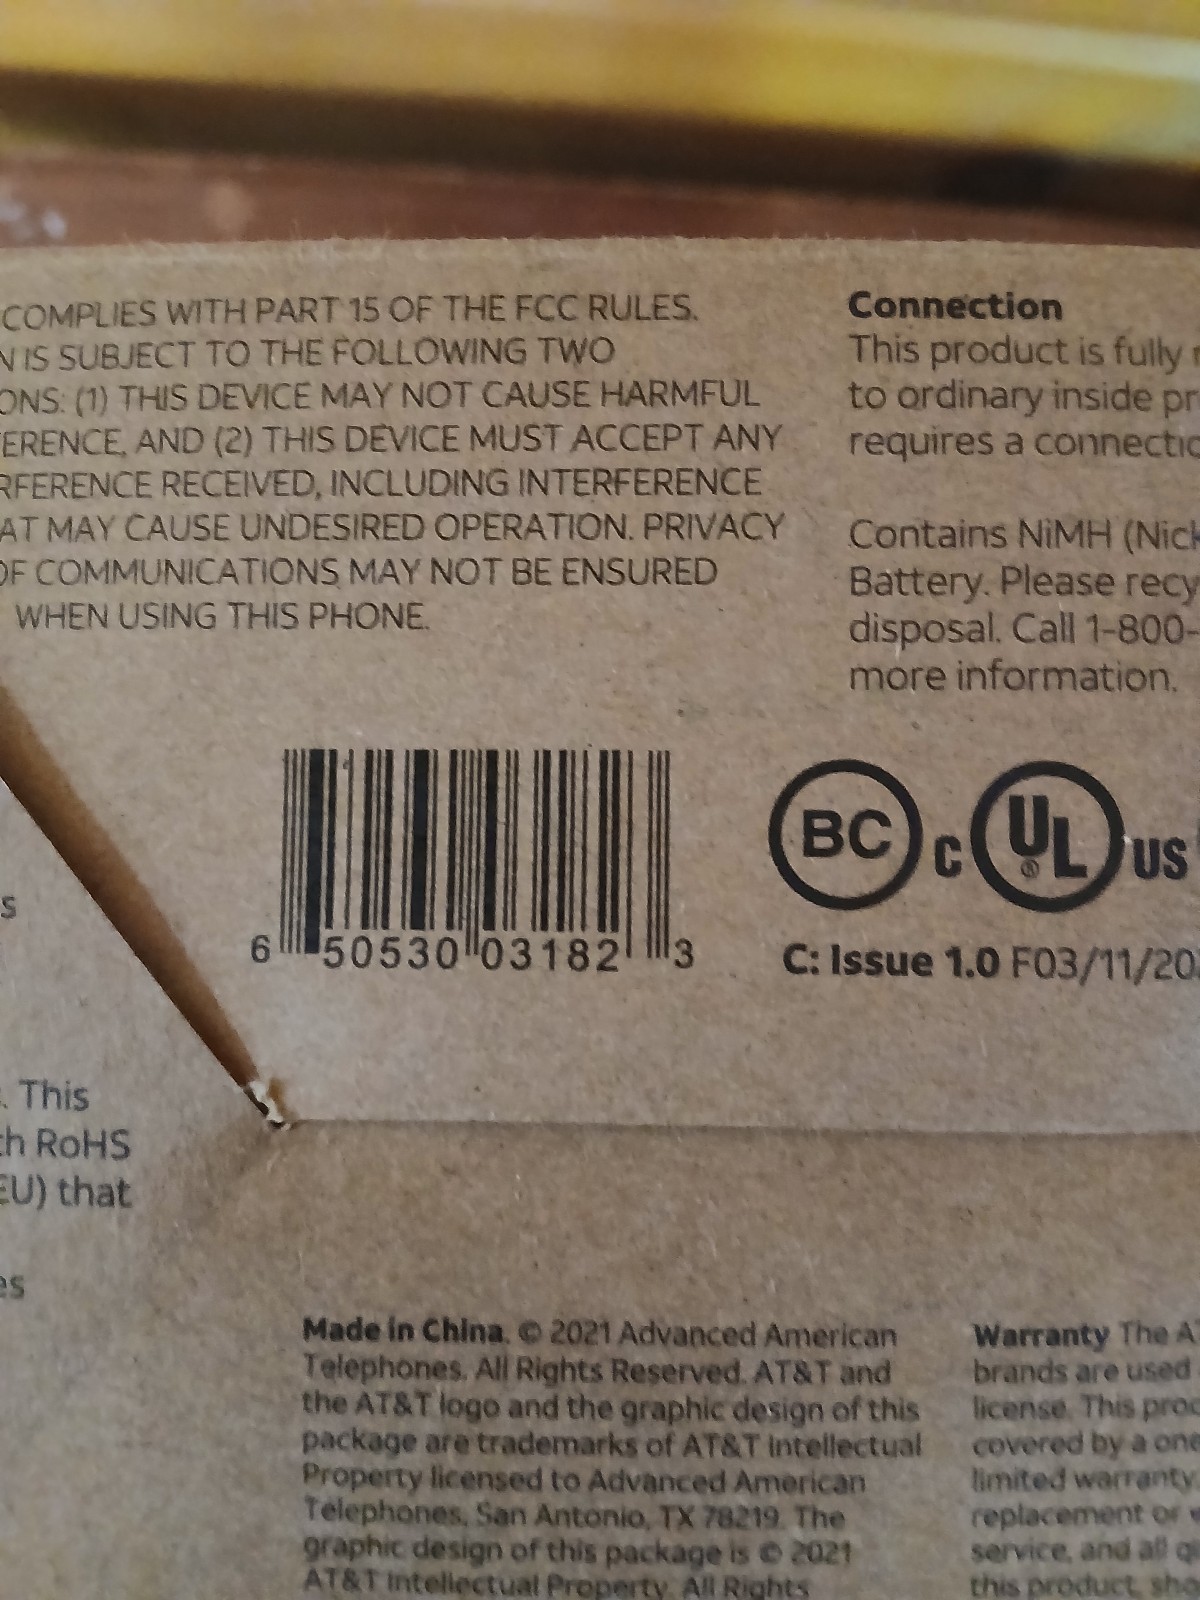 COMPLIES WITH PART 15 OF THE FCC RULES.
IS SUBJECT TO THE FOLLOWING TWO
ONS: (1) THIS DEVICE MAY NOT CAUSE HARMFUL
ERENCE, AND (2) THIS DEVICE MUST ACCEPT ANY
RFERENCE RECEIVED, INCLUDING INTERFERENCE
AT MAY CAUSE UNDESIRED OPERATION. PRIVACY
OF COMMUNICATIONS MAY NOT BE ENSURED
WHEN USING THIS PHONE.
Connection
This product is fully
to ordinary inside pr
requires a connectio
Contains NiMH (Nick
Battery. Please recy
disposal. Call 1-800-
more information.
6 50530 03182 3
BC
C UL® US
C: Issue 1.0 F03/11/20
s
. This
th RoHS
EU) that
es
Made in China. © 2021 Advanced American
Telephones. All Rights Reserved. AT&T and
the AT&T logo and the graphic design of this
package are trademarks of AT&T Intellectual
Property licensed to Advanced American
Telephones, San Antonio, TX 78219. The
graphic design of this package is © 2021
AT&T Intellectual Property. All Rights
Warranty The AT
brands are used
license. This prod
covered by a one
limited warranty.
replacement or
service, and all
this product, sho